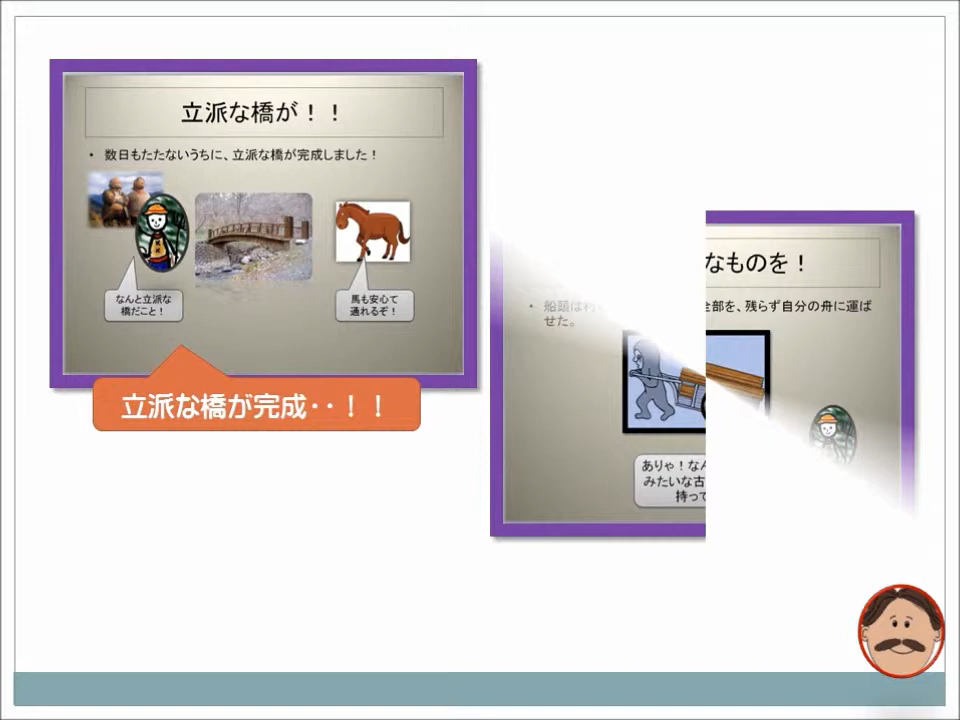 立派な橋が！！
• 数日もたたないうちに、立派な橋が完成しました！
なんと立派な
橋だこと！
馬も安心て
通れるぞ！
立派な橋が完成‥！！
なものを！
• 船頭は
全部を、残らず自分の舟に運ば
せた。
ありゃ！なん
みたいな古
持って